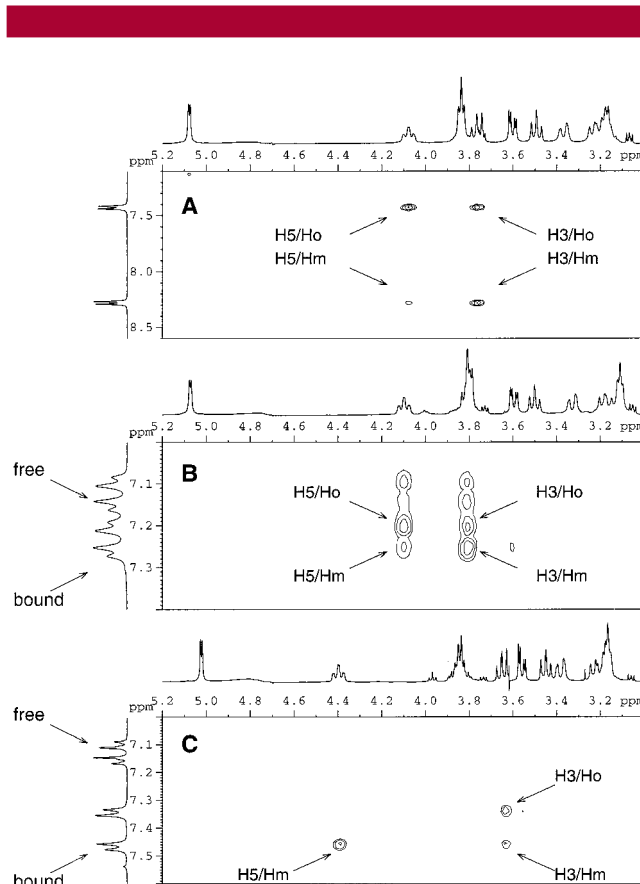 5.2 5.0 4.8 4.6 4.4 4.2 4.0 3.8 3.6 3.4 3.2 ppm
ppm
A
7.5
8.0
8.5
H5/Ho H3/Ho
H5/Hm H3/Hm
5.2 5.0 4.8 4.6 4.4 4.2 4.0 3.8 3.6 3.4 3.2 ppm
ppm
B
free
7.1
7.2
7.3
H5/Ho H3/Ho
H5/Hm H3/Hm
bound
5.2 5.0 4.8 4.6 4.4 4.2 4.0 3.8 3.6 3.4 3.2 ppm
ppm
free
C
7.1
7.2
7.3
7.4
7.5
H3/Ho
bound
H5/Hm H3/Hm